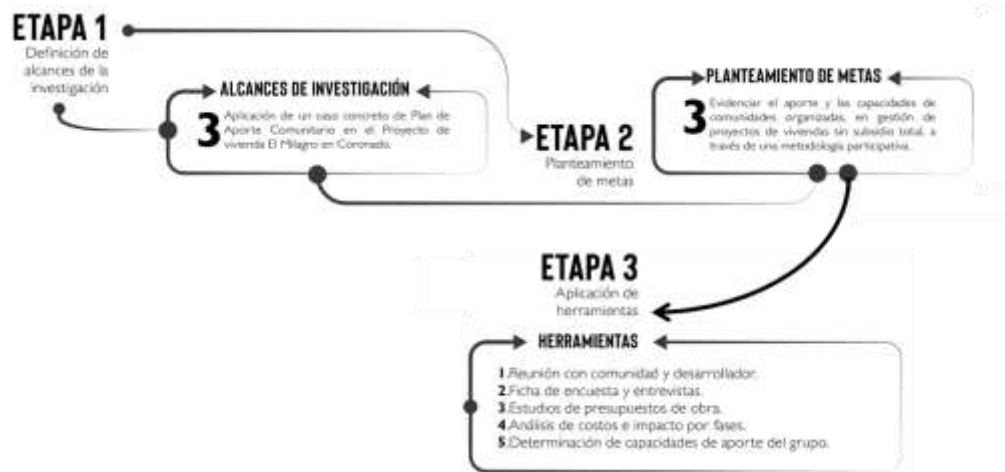 ETAPA 1
Definición de
alcances de la
investigación
ALCANCES DE INVESTIGACIÓN
3
Aplicación de un caso concreto de Plan de
Aporte Comunitario en el Proyecto de
vivienda El Milagro en Coronado.
ETAPA 2
Planteamiento
de metas
PLANTEAMIENTO DE METAS
3
Evidenciar el aporte y las capacidades de
comunidades organizadas, en gestión de
proyectos de viviendas sin subsidio total, a
través de una metodología participativa.
ETAPA 3
Aplicación de
herramientas
HERRAMIENTAS
1.Reunión con comunidad y desarrollador.
2.Ficha de encuesta y entrevistas.
3.Estudios de presupuestos de obra.
4.Análisis de costos e impacto por fases.
5.Determinación de capacidades de aporte del grupo.